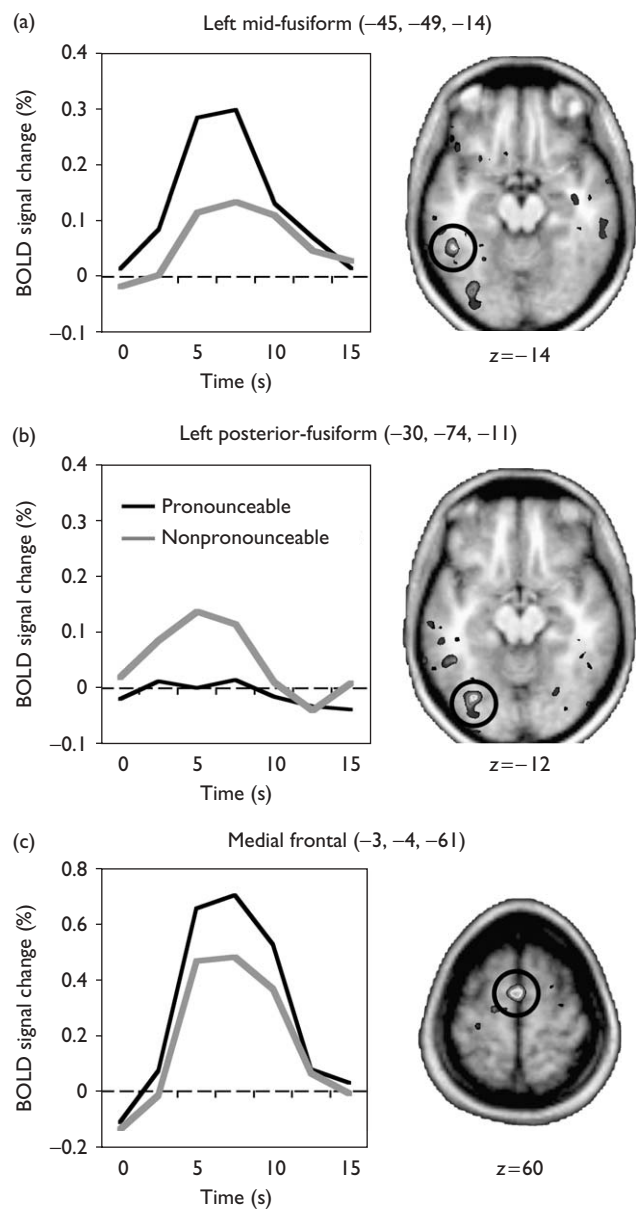 (a)
Left mid-fusiform (−45, −49, −14)
BOLD signal change (%)
0.4
0.3
0.2
0.1
0
−0.1
0 5 10 15
Time (s)
z=−14
(b)
Left posterior-fusiform (−30, −74, −11)
BOLD signal change (%)
0.4
0.3
0.2
0.1
0
−0.1
Pronounceable
Nonpronounceable
0 5 10 15
Time (s)
z=−12
(c)
Medial frontal (−3, −4, −61)
BOLD signal change (%)
0.8
0.6
0.4
0.2
0
−0.2
0 5 10 15
Time (s)
z=60